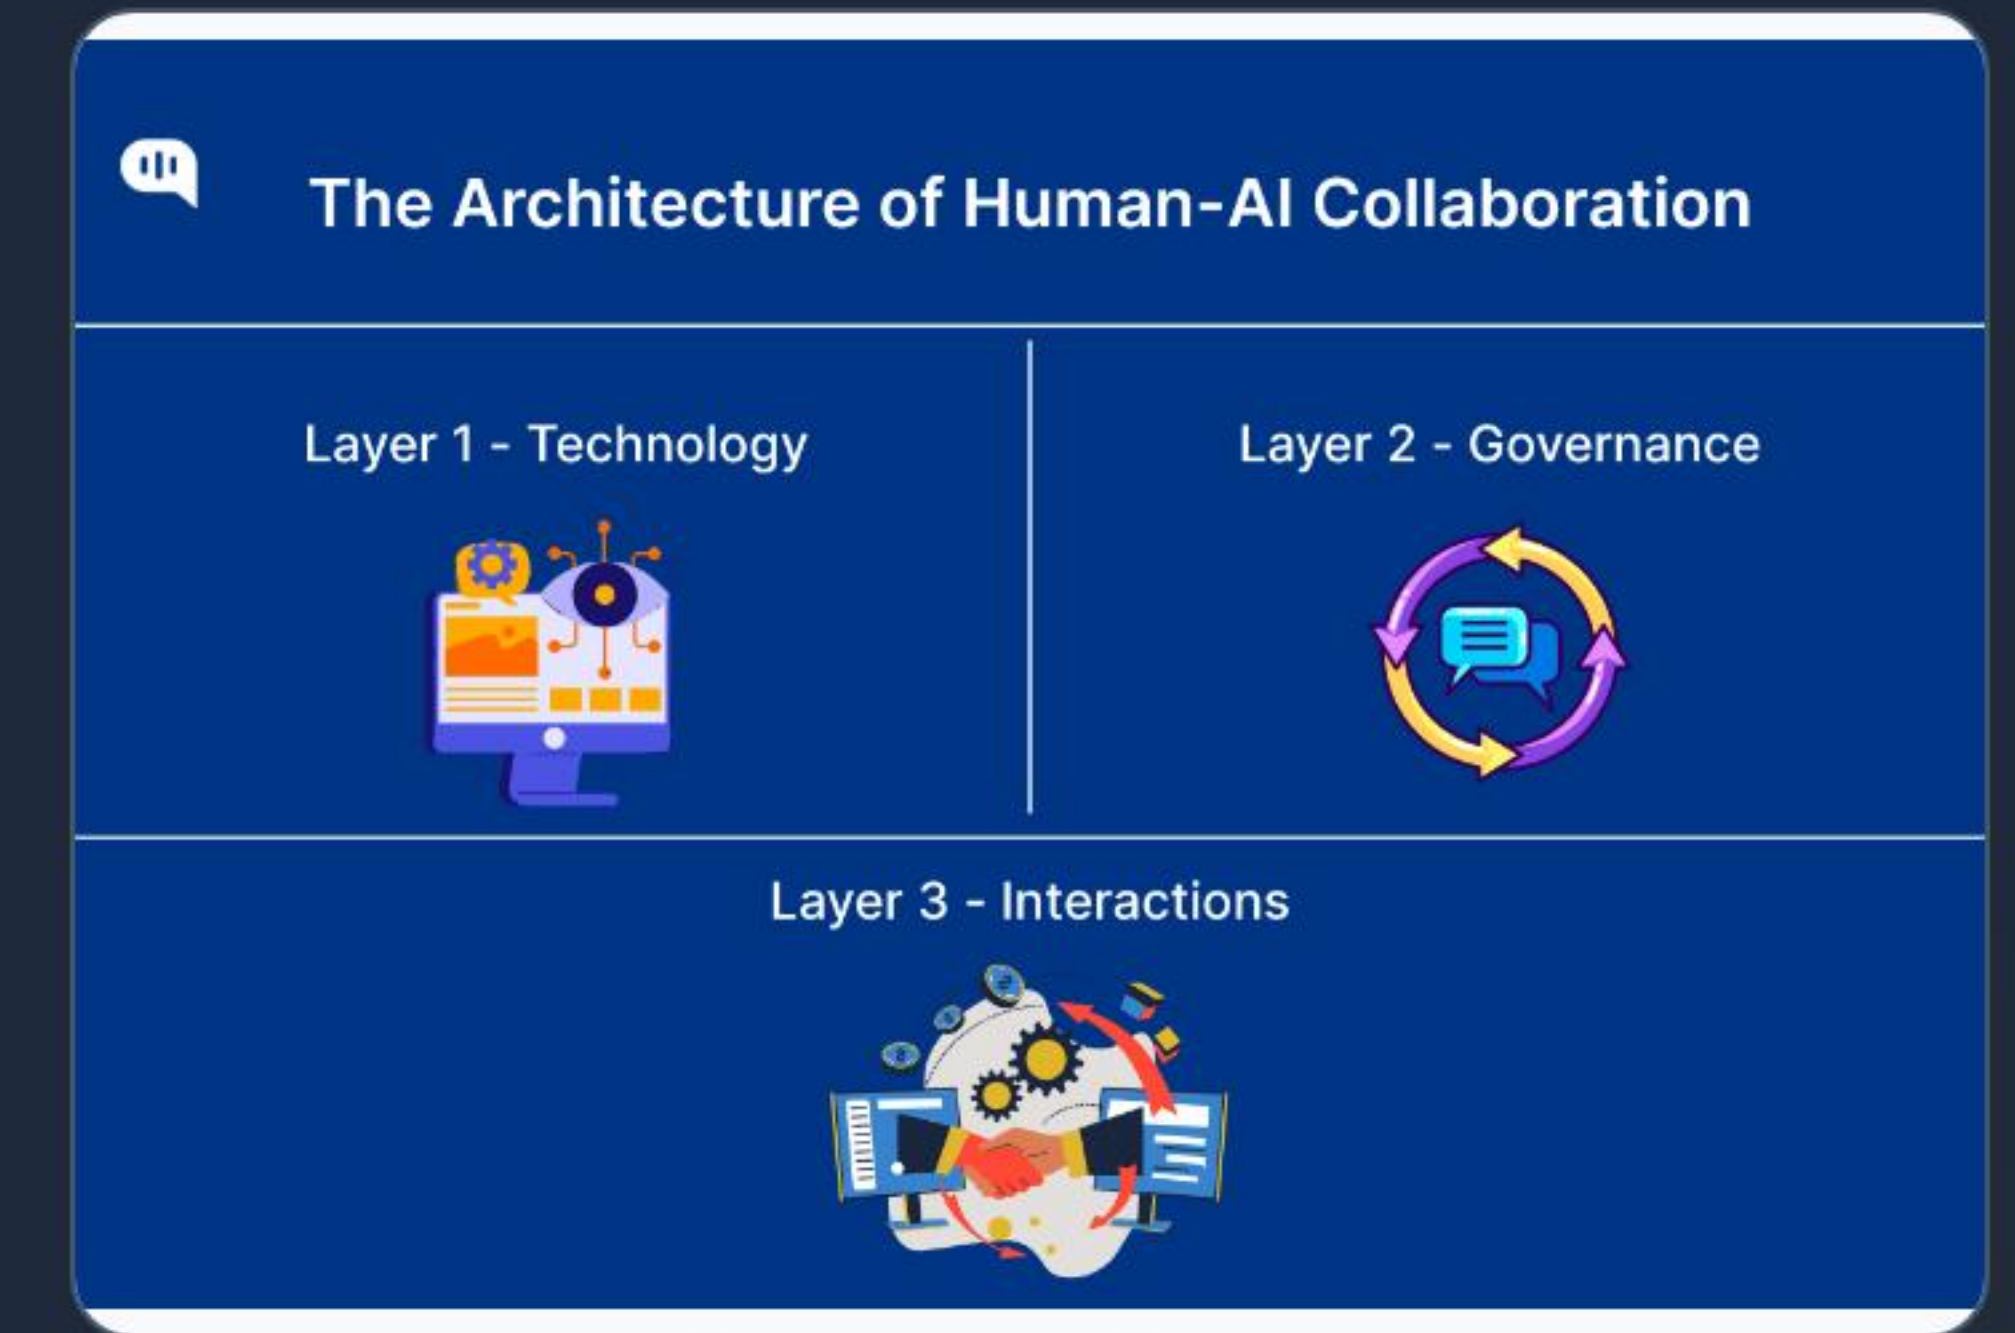 The Architecture of Human-AI Collaboration
Layer 1 - Technology
Layer 2 - Governance
Layer 3 - Interactions